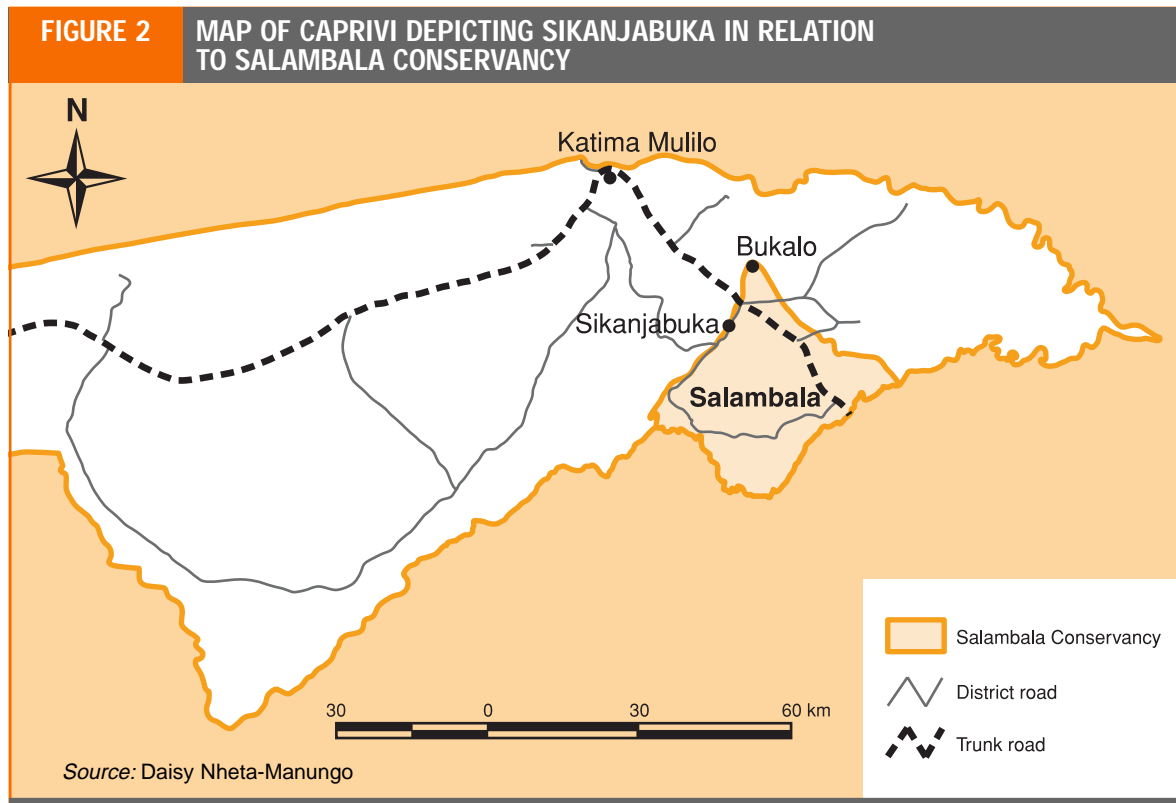 FIGURE 2
MAP OF CAPRIVI DEPICTING SIKANJABUKA IN RELATION
TO SALAMBALA CONSERVANCY
N
Katima Mulilo
Bukalo
Sikanjabuka
Salambala
Salambala Conservancy
District road
Trunk road
30 0 30 60 km
Source: Daisy Nheta-Manungo